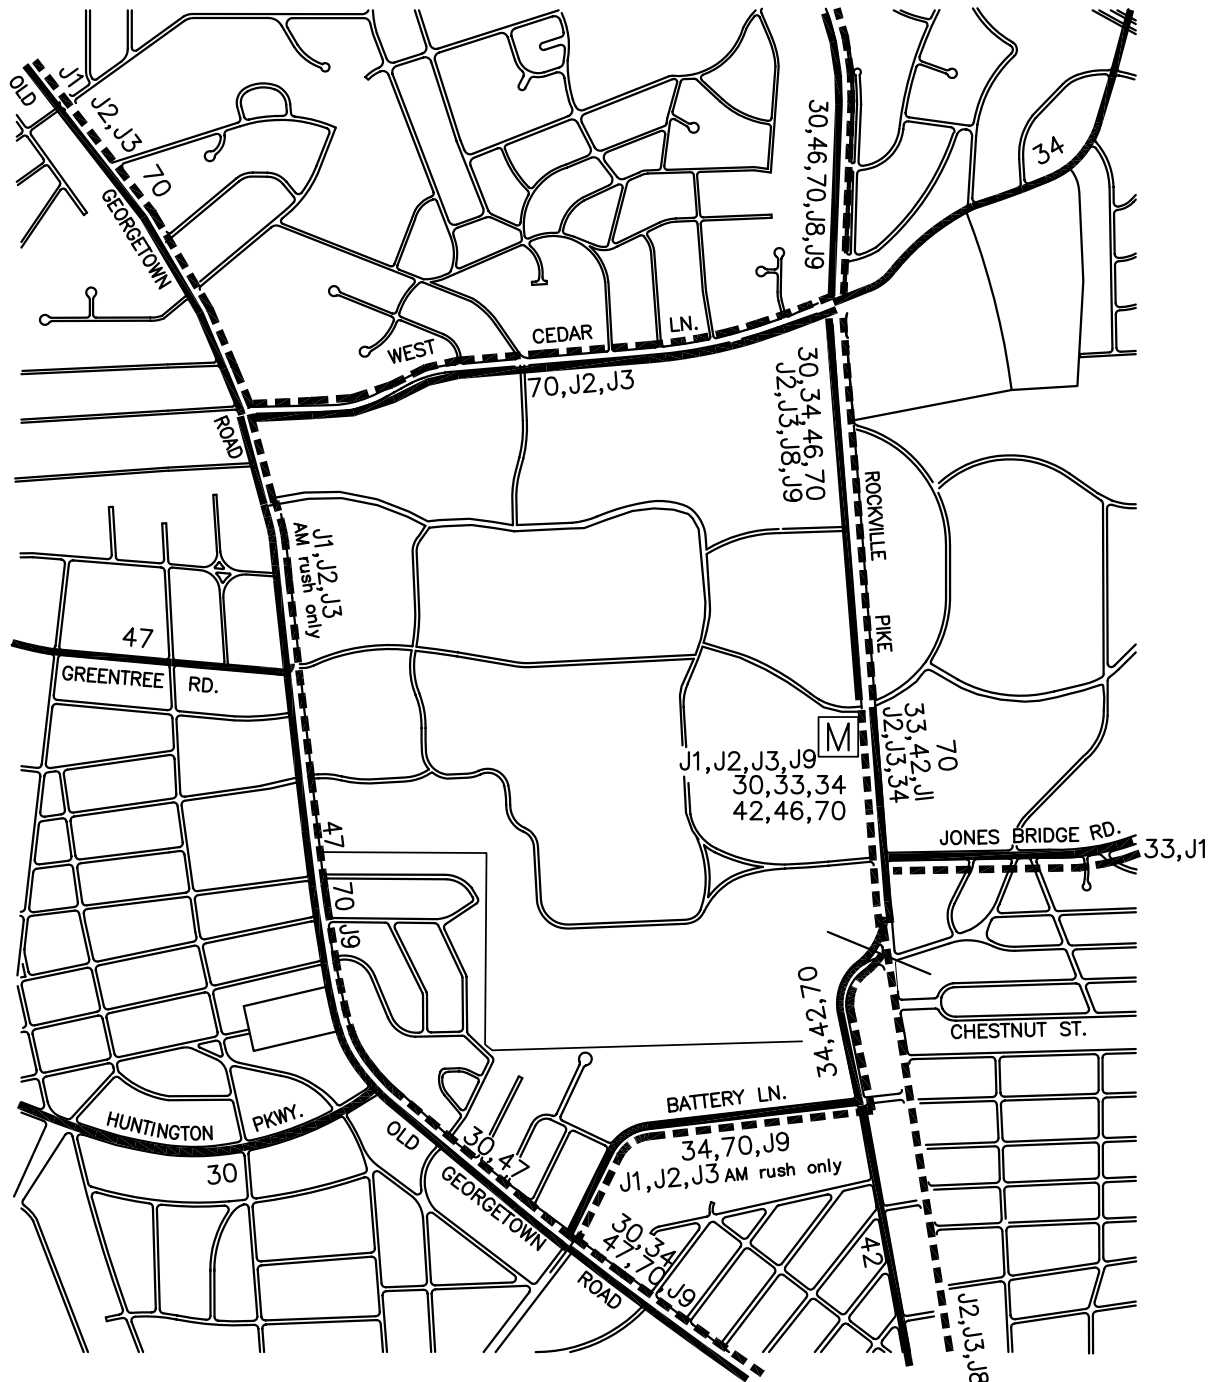 J1
J2,J3
70
OLD
GEORGETOWN
ROAD
30,46,70,J8,J9
34
WEST
CEDAR
LN.
70,J2,J3
30,34,46,70
J2,J3,J8,J9
ROCKVILLE
PIKE
J1,J2,J3
AM rush only
47
GREENTREE RD.
M
J1,J2,J3,J9
30,33,34
42,46,70
70
33,42,J1
J2,J3,34
JONES BRIDGE RD.
33,J1
47
70
J9
34,42,70
CHESTNUT ST.
BATTERY LN.
34,70,J9
J1,J2,J3 AM rush only
HUNTINGTON
PKWY.
30
OLD
GEORGETOWN
ROAD
30,47
30,34
47,70,J9
42
J2,J3,J8